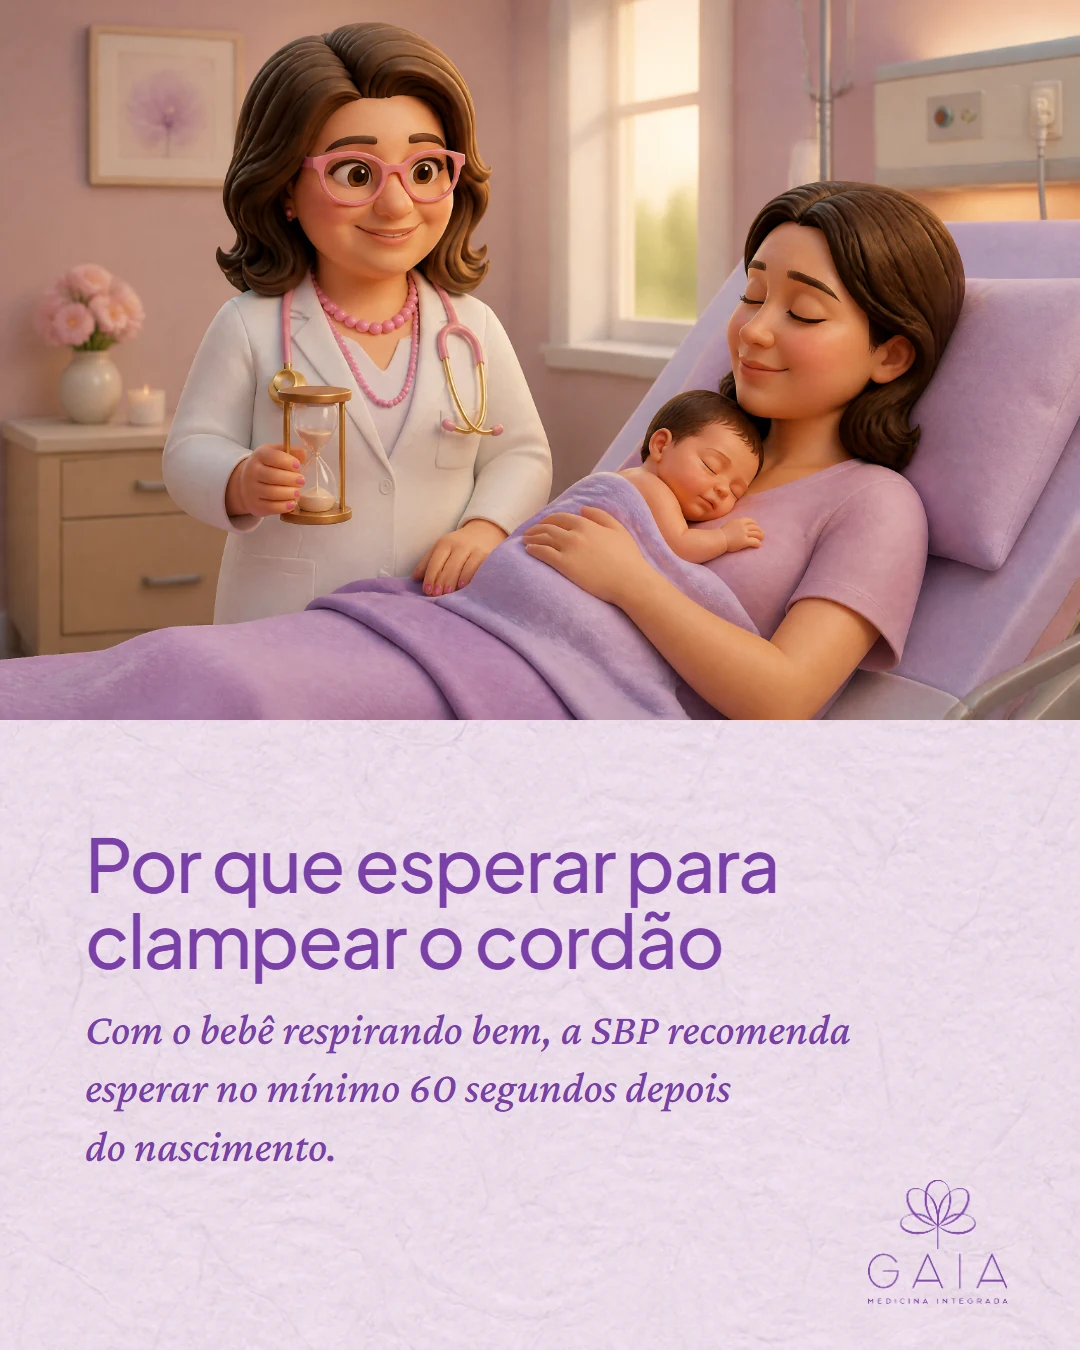 Por que esperar para
clampear o cordão
Com o bebê respirando bem, a SBP recomenda
esperar no mínimo 60 segundos depois
do nascimento.
GAIA
MEDICINA INTEGRADA